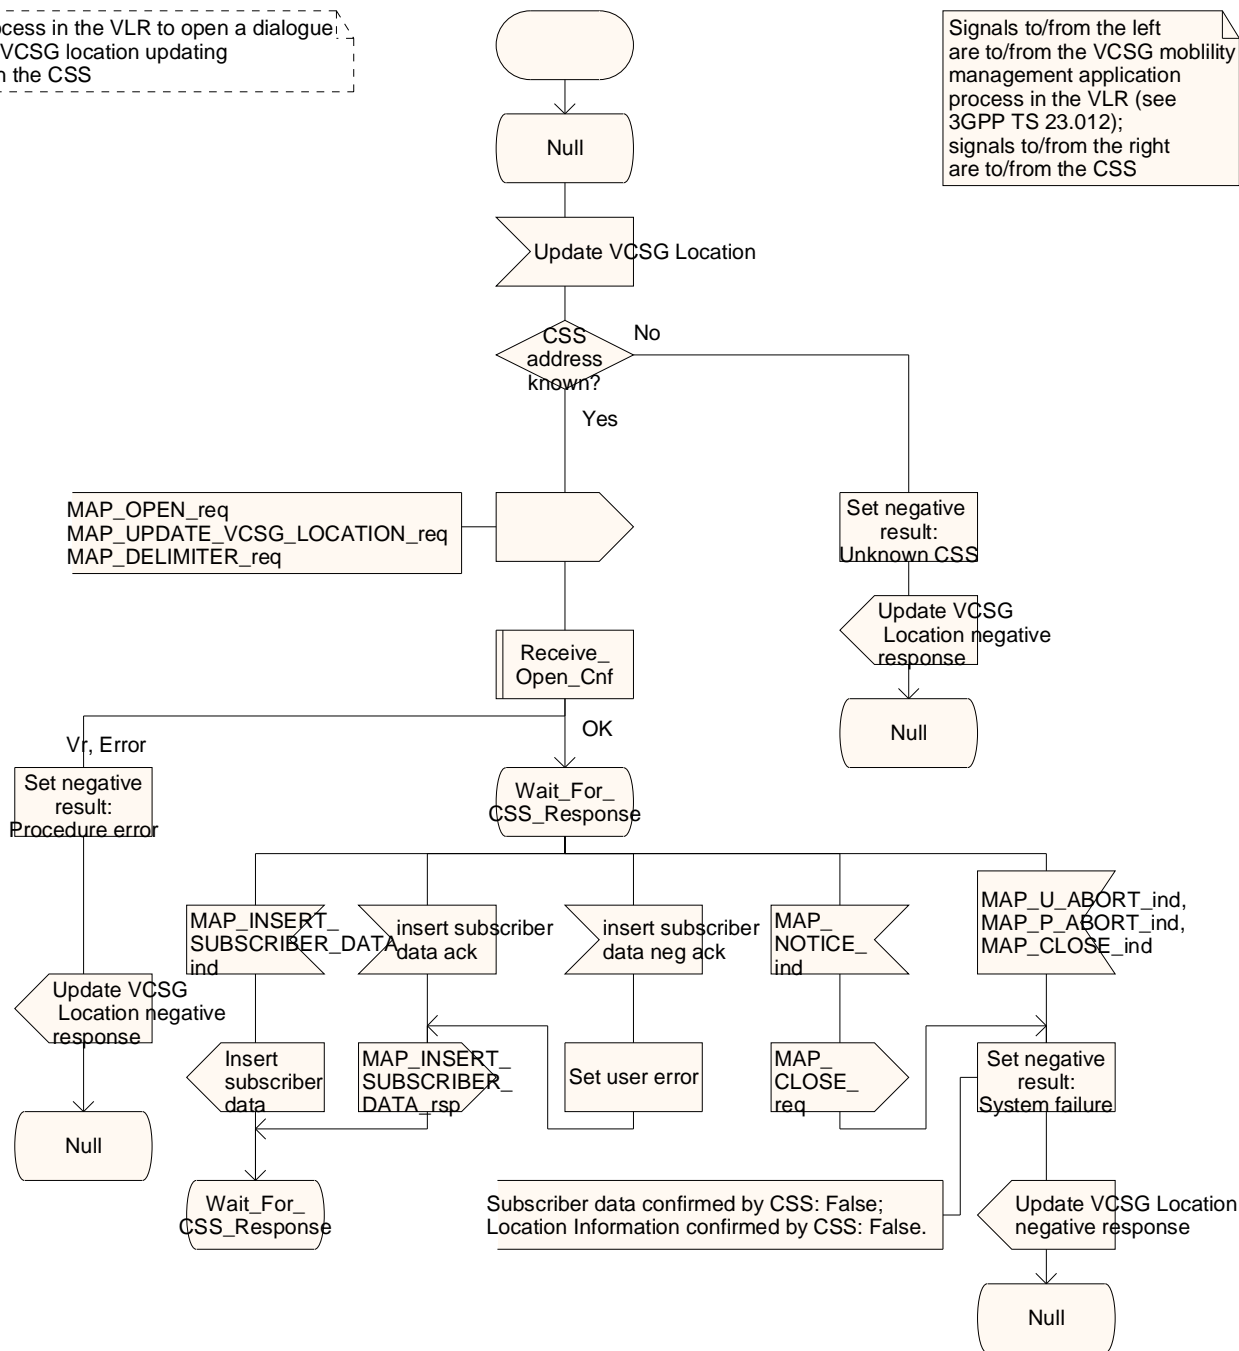 in the VLR to open a dialogue
VCSG location updating
the CSS
Signals to/from the left
are to/from the VCSG moblility
management application
process in the VLR (see
3GPP TS 23.012);
signals to/from the right
are to/from the CSS
Null
Update VCSG Location
CSS
address
known?
No
Yes
MAP_OPEN_req
MAP_UPDATE_VCSG_LOCATION_req
MAP_DELIMITER_req
Set negative
result:
Unknown CSS
Update VCSG
Location negative
response
Null
Receive_
Open_Cnf
OK
Vr, Error
Set negative
result:
Procedure error
Wait_For_
CSS_Response
MAP_INSERT_
SUBSCRIBER_DATA_
ind
insert subscriber
data ack
insert subscriber
data neg ack
MAP_
NOTICE_
ind
MAP_U_ABORT_ind,
MAP_P_ABORT_ind,
MAP_CLOSE_ind
Update VCSG
Location negative
response
Insert
subscriber
data
MAP_INSERT_
SUBSCRIBER_
DATA_rsp
Set user error
MAP_
CLOSE_
req
Set negative
result:
System failure
Null
Wait_For_
CSS_Response
Subscriber data confirmed by CSS: False;
Location Information confirmed by CSS: False.
Update VCSG Location
negative response
Null